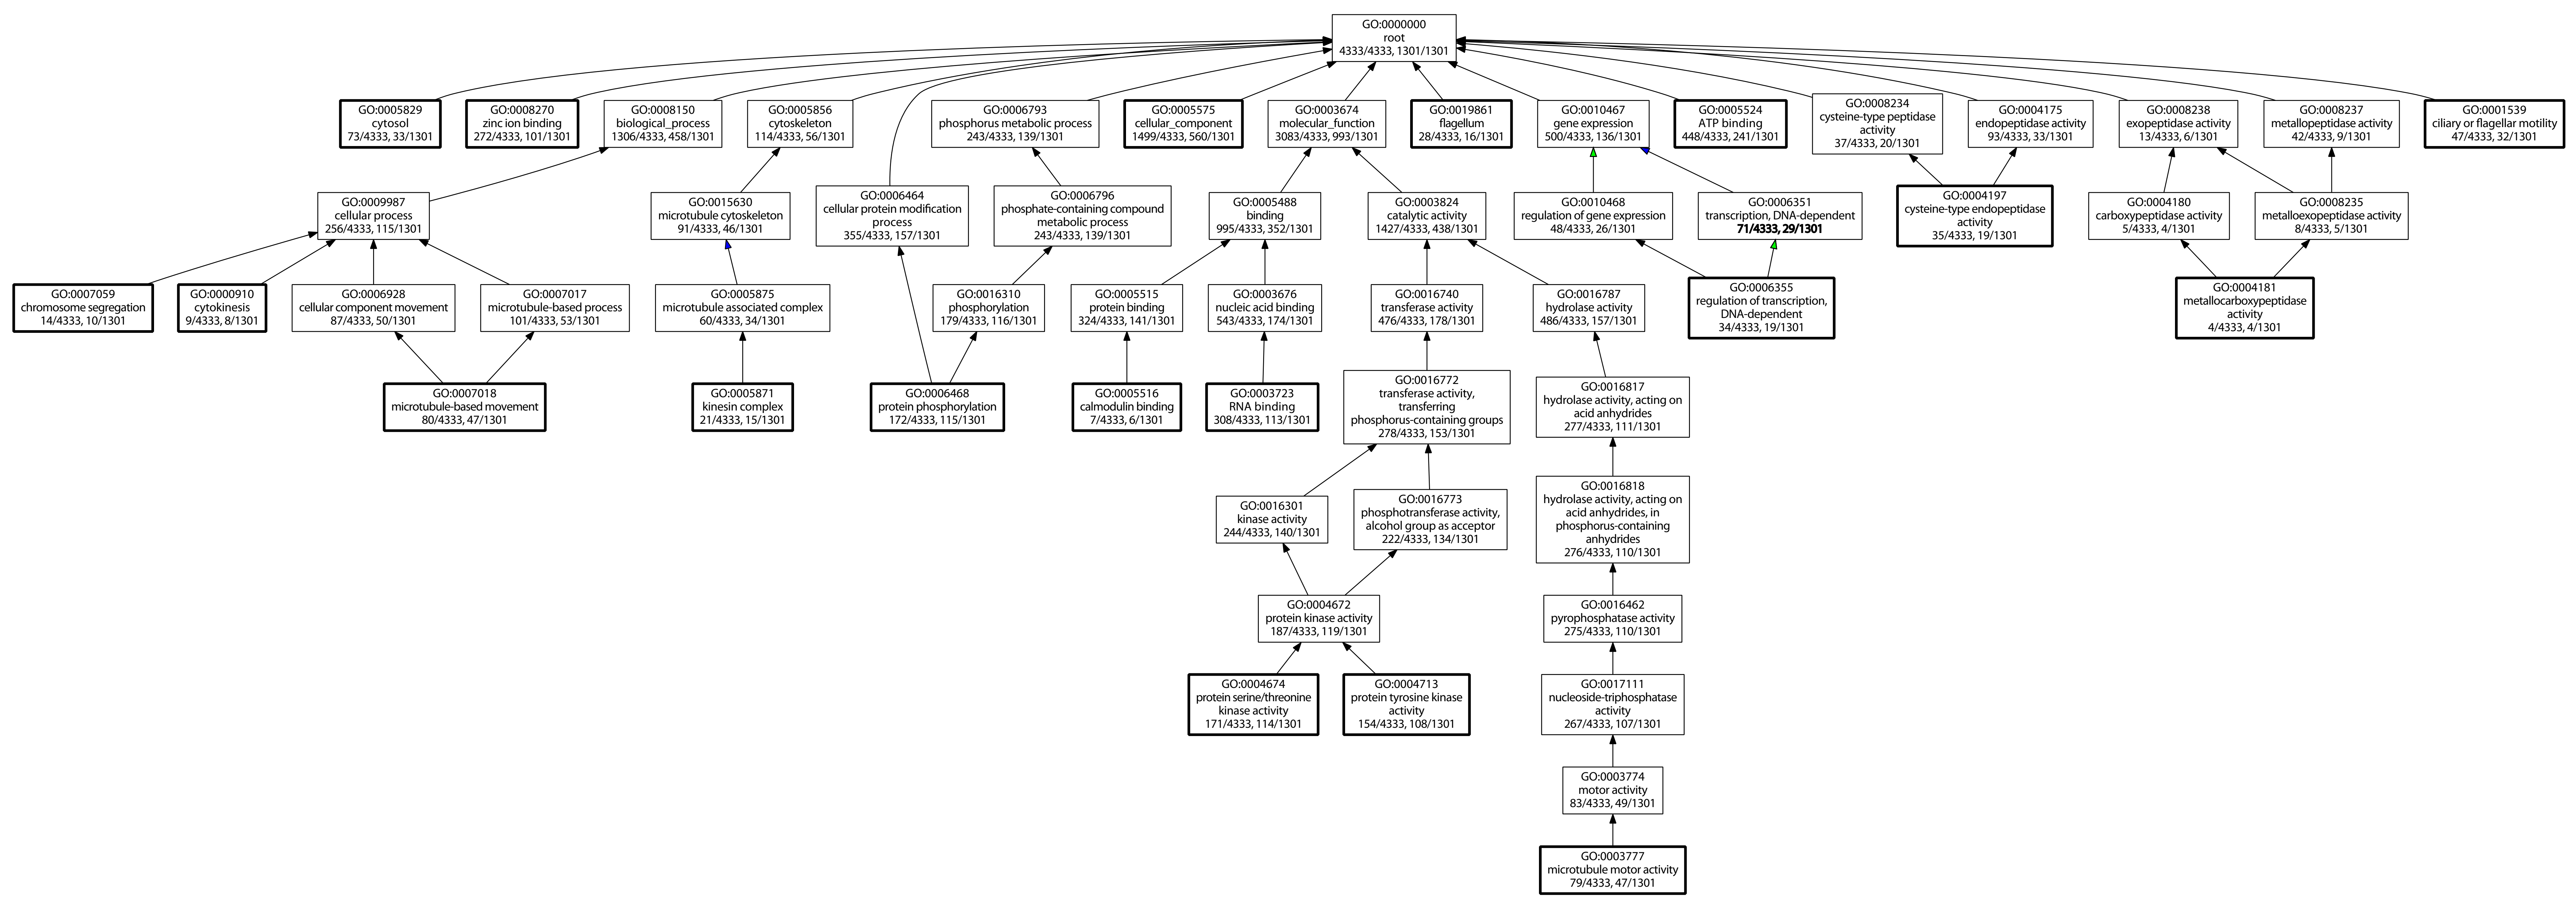 GO:0000000
root
4333/4333, 1301/1301
GO:0005829
cytosol
73/4333, 33/1301
GO:0008270
zinc ion binding
272/4333, 101/1301
GO:0008150
biological_process
1306/4333, 458/1301
GO:0005856
cytoskeleton
114/4333, 56/1301
GO:0006793
phosphorus metabolic process
243/4333, 139/1301
GO:0005575
cellular_component
1499/4333, 560/1301
GO:0003674
molecular_function
3083/4333, 993/1301
GO:0019861
flagellum
28/4333, 16/1301
GO:0010467
gene expression
500/4333, 136/1301
GO:0005524
ATP binding
448/4333, 241/1301
GO:0008234
cysteine-type peptidase
activity
37/4333, 20/1301
GO:0004175
endopeptidase activity
93/4333, 33/1301
GO:0008238
exopeptidase activity
13/4333, 6/1301
GO:0008237
metallopeptidase activity
42/4333, 9/1301
GO:0001539
ciliary or flagellar motility
47/4333, 32/1301
GO:0009987
cellular process
256/4333, 115/1301
GO:0015630
microtubule cytoskeleton
91/4333, 46/1301
GO:0006464
cellular protein modification
process
355/4333, 157/1301
GO:0006796
phosphate-containing compound
metabolic process
243/4333, 139/1301
GO:0005488
binding
995/4333, 352/1301
GO:0003824
catalytic activity
1427/4333, 438/1301
GO:0010468
regulation of gene expression
48/4333, 26/1301
GO:0006351
transcription, DNA-dependent
71/4333, 29/1301
GO:0004197
cysteine-type endopeptidase
activity
35/4333, 19/1301
GO:0004180
carboxypeptidase activity
5/4333, 4/1301
GO:0008235
metalloexopeptidase activity
8/4333, 5/1301
GO:0007059
chromosome segregation
14/4333, 10/1301
GO:0000910
cytokinesis
9/4333, 8/1301
GO:0006928
cellular component movement
87/4333, 50/1301
GO:0007017
microtubule-based process
101/4333, 53/1301
GO:0005875
microtubule associated complex
60/4333, 34/1301
GO:0016310
phosphorylation
179/4333, 116/1301
GO:0005515
protein binding
324/4333, 141/1301
GO:0003676
nucleic acid binding
543/4333, 174/1301
GO:0016740
transferase activity
476/4333, 178/1301
GO:0016787
hydrolase activity
486/4333, 157/1301
GO:0006355
regulation of transcription,
DNA-dependent
34/4333, 19/1301
GO:0004181
metallocarboxypeptidase
activity
4/4333, 4/1301
GO:0007018
microtubule-based movement
80/4333, 47/1301
GO:0005871
kinesin complex
21/4333, 15/1301
GO:0006468
protein phosphorylation
172/4333, 115/1301
GO:0005516
calmodulin binding
7/4333, 6/1301
GO:0003723
RNA binding
308/4333, 113/1301
GO:0016772
transferase activity,
transferring
phosphorus-containing groups
278/4333, 153/1301
GO:0016817
hydrolase activity, acting on
acid anhydrides
277/4333, 111/1301
GO:0016301
kinase activity
244/4333, 140/1301
GO:0016773
phosphotransferase activity,
alcohol group as acceptor
222/4333, 134/1301
GO:0016818
hydrolase activity, acting on
acid anhydrides, in
phosphorus-containing
anhydrides
276/4333, 110/1301
GO:0004672
protein kinase activity
187/4333, 119/1301
GO:0016462
pyrophosphatase activity
275/4333, 110/1301
GO:0004674
protein serine/threonine
kinase activity
171/4333, 114/1301
GO:0004713
protein tyrosine kinase
activity
154/4333, 108/1301
GO:0017111
nucleoside-triphosphatase
activity
267/4333, 107/1301
GO:0003774
motor activity
83/4333, 49/1301
GO:0003777
microtubule motor activity
79/4333, 47/1301